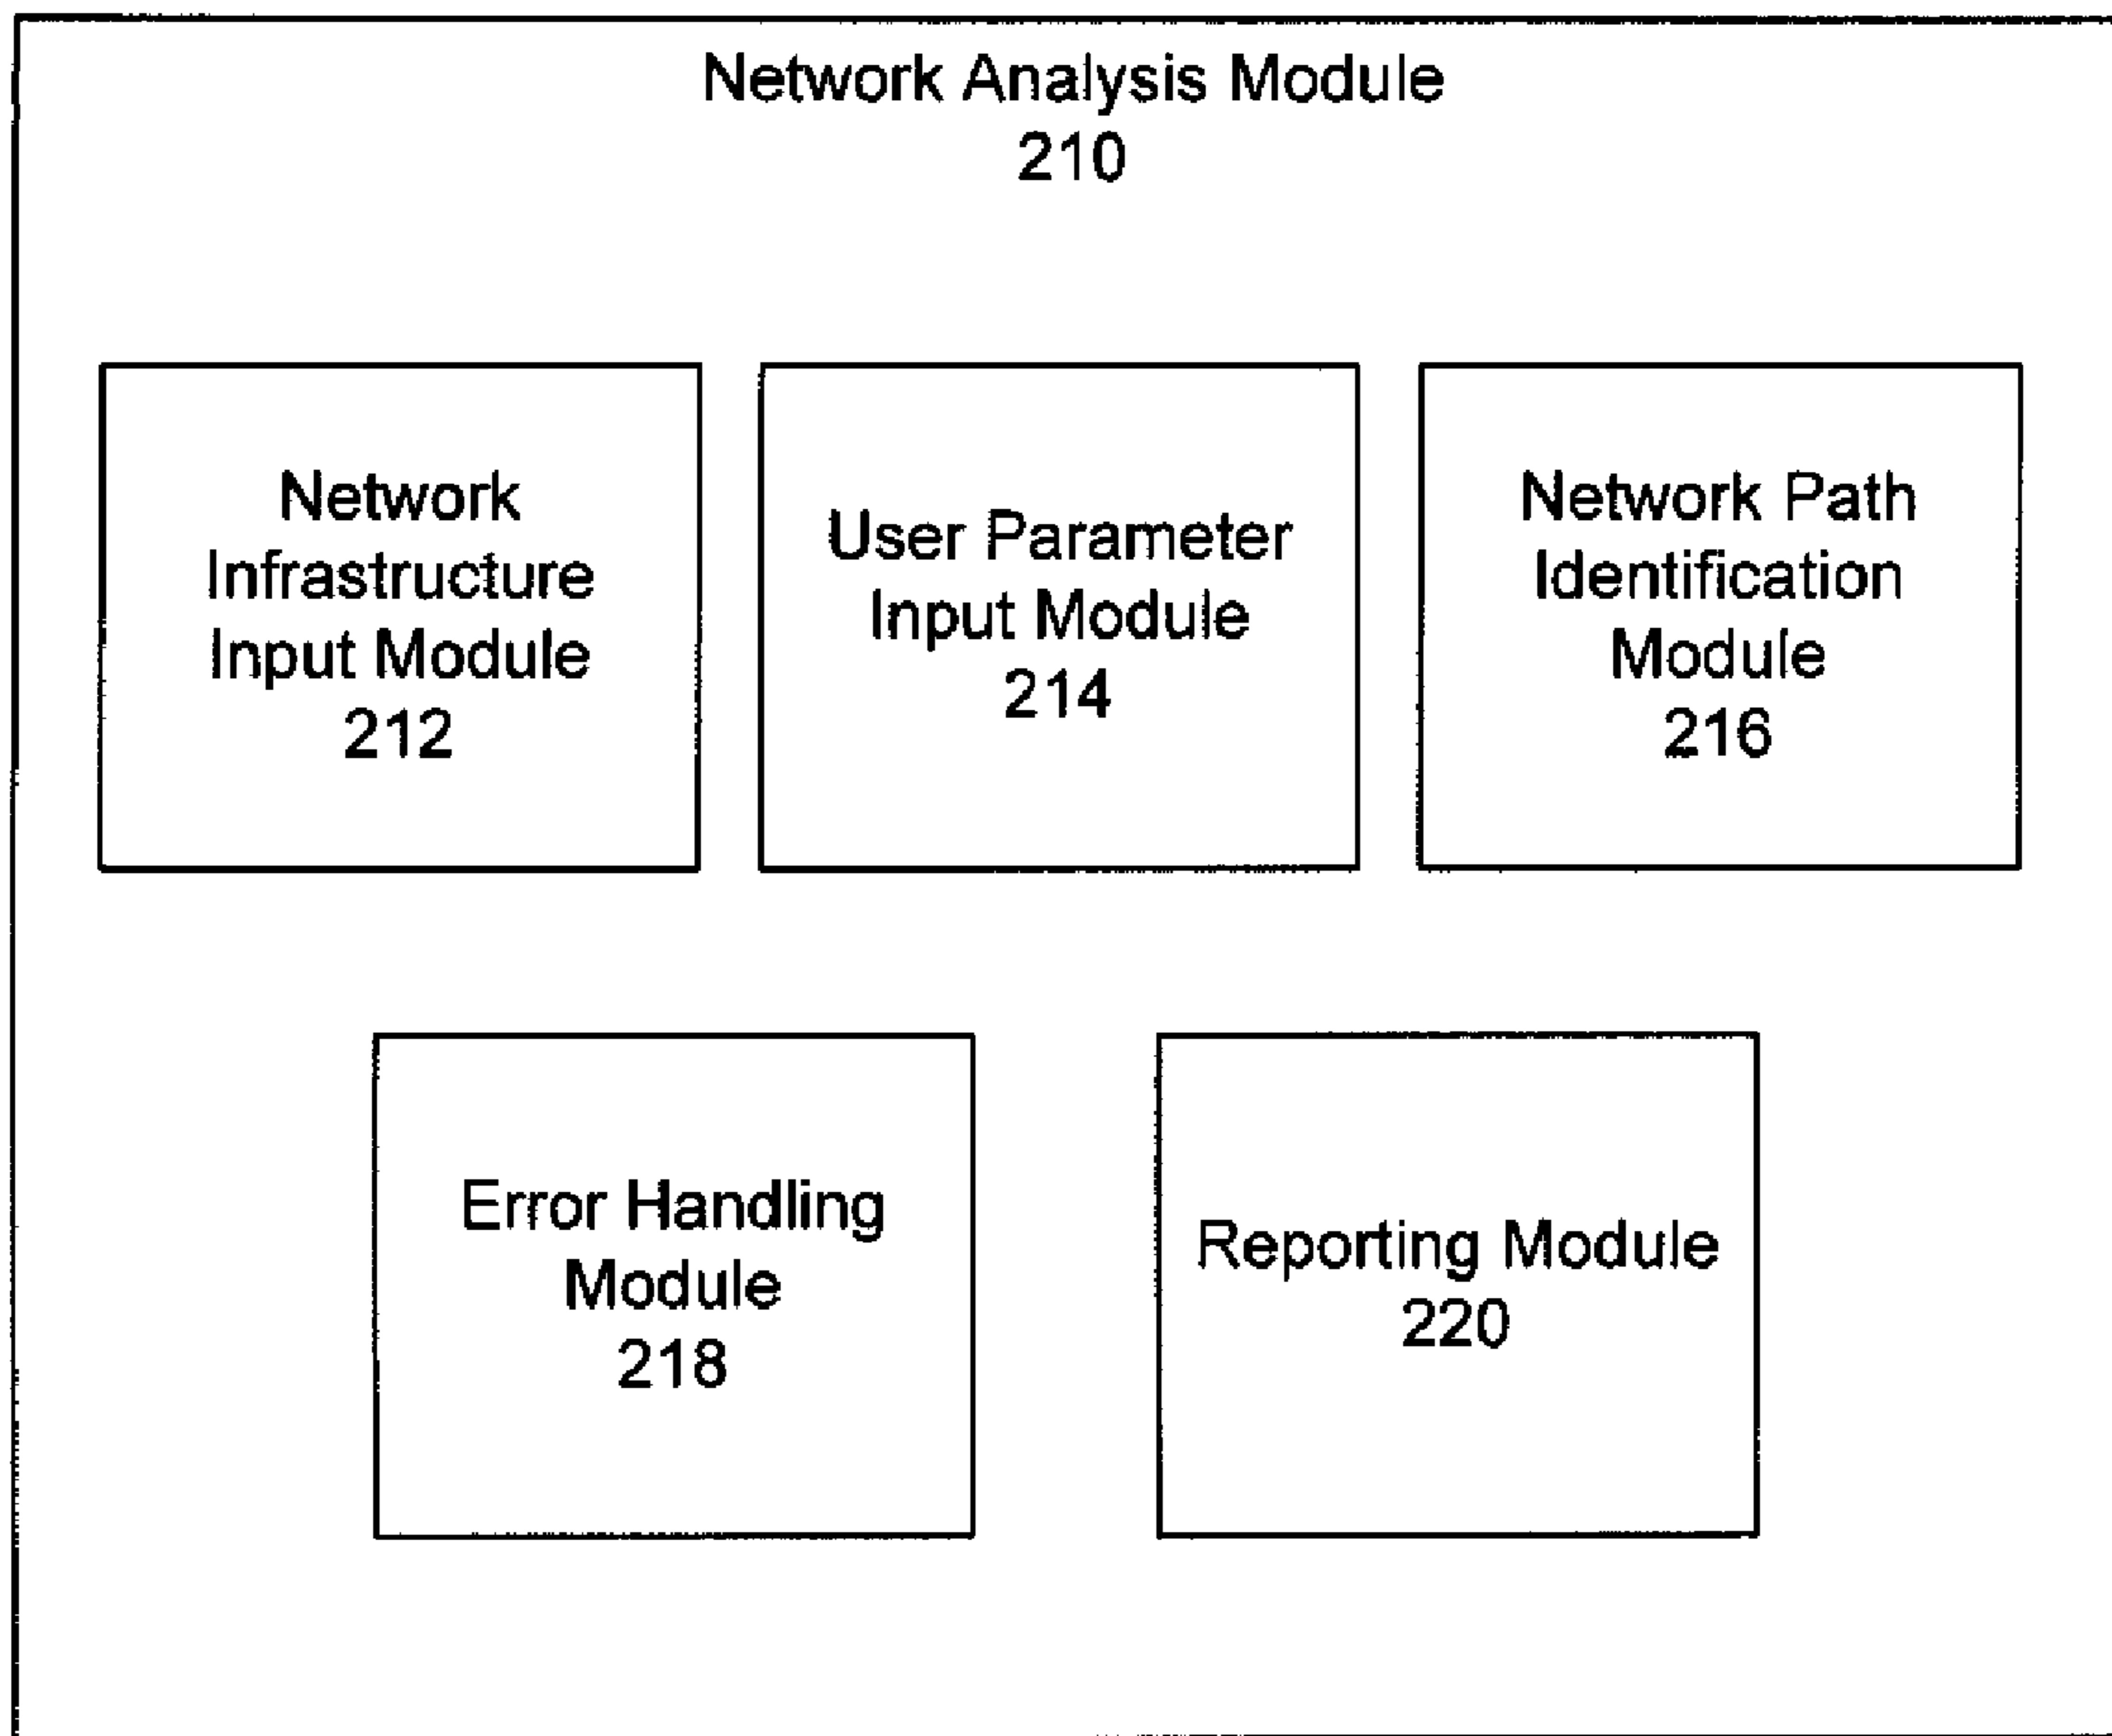 Network Analysis Module
210
Network
Infrastructure
Input Module
212
User Parameter
Input Module
214
Network Path
Identification
Module
216
Error Handling
Module
218
Reporting Module
220